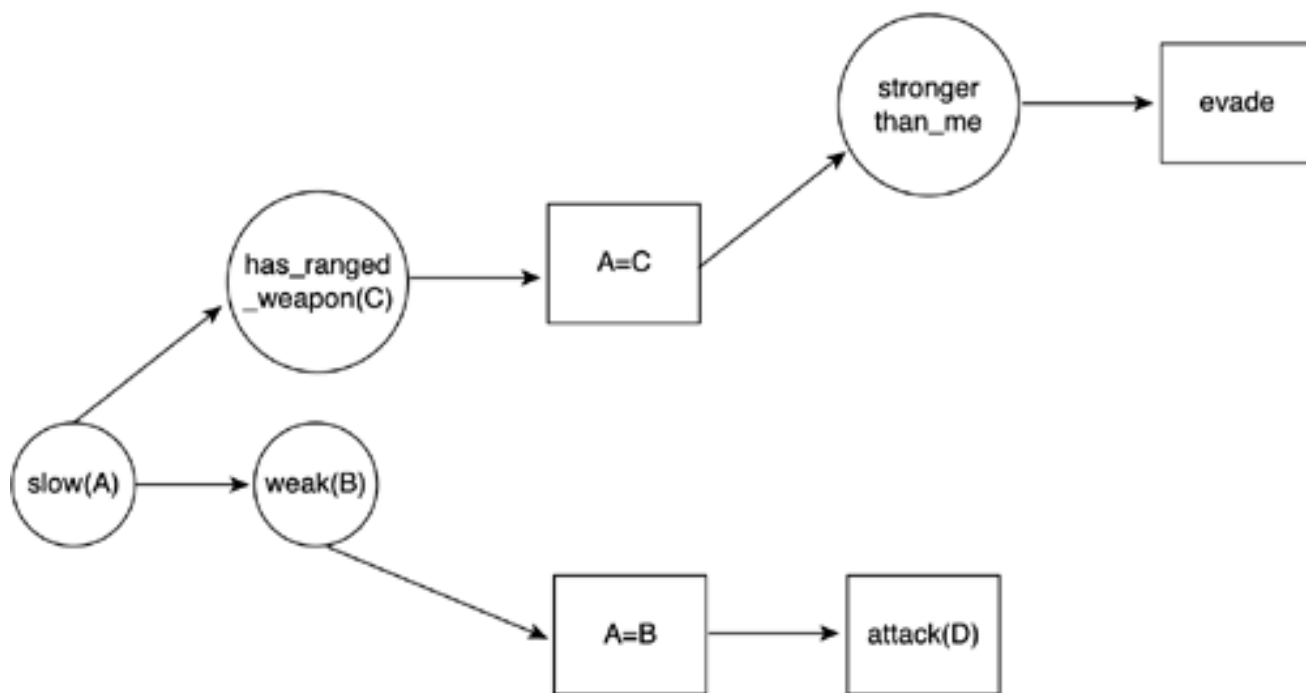 stronger
than_me
evade
has_ranged
_weapon(C)
A=C
slow(A)
weak(B)
A=B
attack(D)